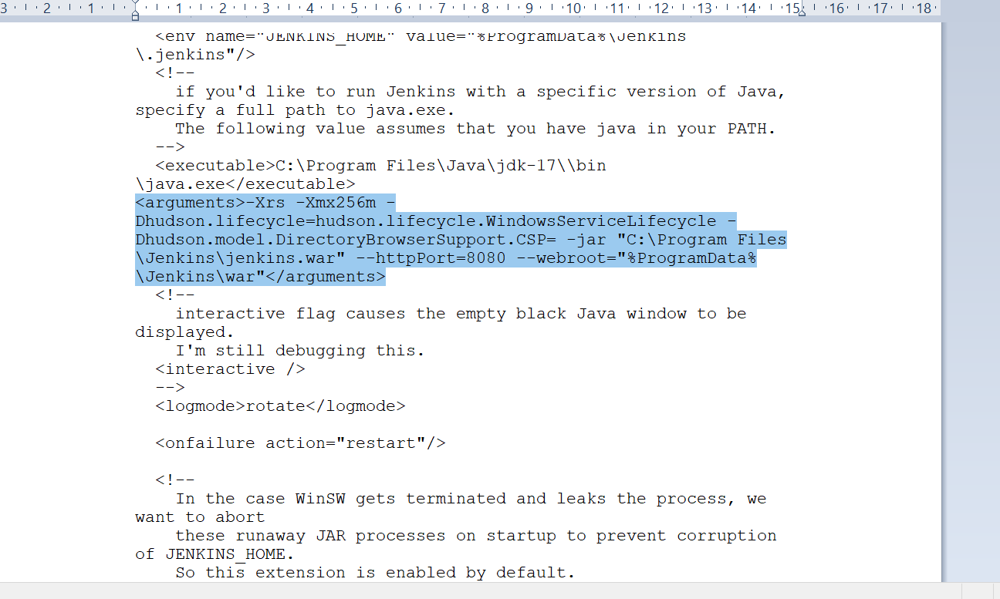 3 2 1 1 2 3 4 5 6 7 8 9 10 11 12 13 14 15 16 17 18
<env name="JENKINS_HOME" value="%ProgramData%\Jenkins
\.jenkins"/>
<!--
if you'd like to run Jenkins with a specific version of Java,
specify a full path to java.exe.
The following value assumes that you have java in your PATH.
-->
<executable>C:\Program Files\Java\jdk-17\\bin
\java.exe</executable>
<arguments>-Xrs -Xmx256m -
Dhudson.lifecycle=hudson.lifecycle.WindowsServiceLifecycle -
Dhudson.model.DirectoryBrowserSupport.CSP= -jar "C:\Program Files
\Jenkins\jenkins.war" --httpPort=8080 --webroot="%ProgramData%
\Jenkins\war"</arguments>
<!--
interactive flag causes the empty black Java window to be
displayed.
I'm still debugging this.
<interactive />
-->
<logmode>rotate</logmode>
<onfailure action="restart"/>
<!--
In the case WinSW gets terminated and leaks the process, we
want to abort
these runaway JAR processes on startup to prevent corruption
of JENKINS_HOME.
So this extension is enabled by default.